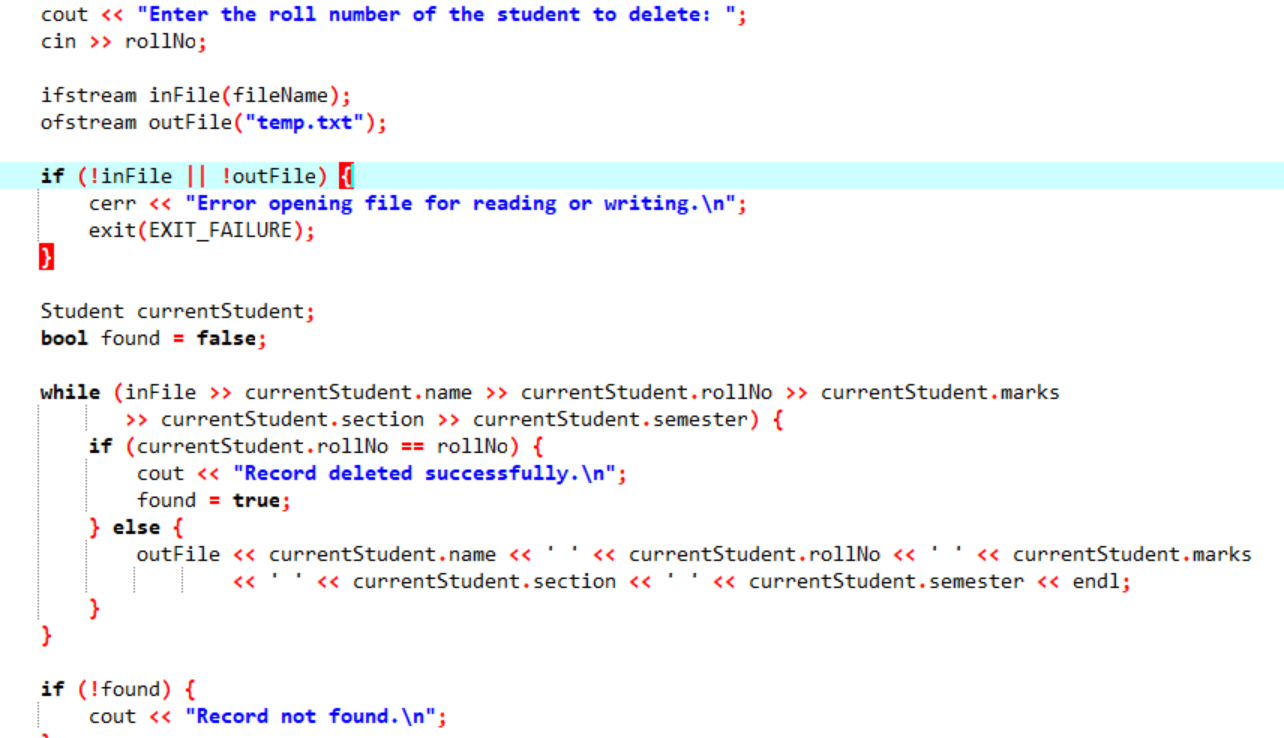 cout << "Enter the roll number of the student to delete: ";
cin >> rollNo;
ifstream inFile(fileName);
ofstream outFile("temp.txt");
if (!inFile || !outFile) {
cerr << "Error opening file for reading or writing.\n";
exit(EXIT_FAILURE);
}
Student currentStudent;
bool found = false;
while (inFile >> currentStudent.name >> currentStudent.rollNo >> currentStudent.marks
>> currentStudent.section >> currentStudent.semester) {
if (currentStudent.rollNo == rollNo) {
cout << "Record deleted successfully.\n";
found = true;
} else {
outFile << currentStudent.name << ' ' << currentStudent.rollNo << ' ' << currentStudent.marks
<< ' ' << currentStudent.section << ' ' << currentStudent.semester << endl;
}
}
if (!found) {
cout << "Record not found.\n";